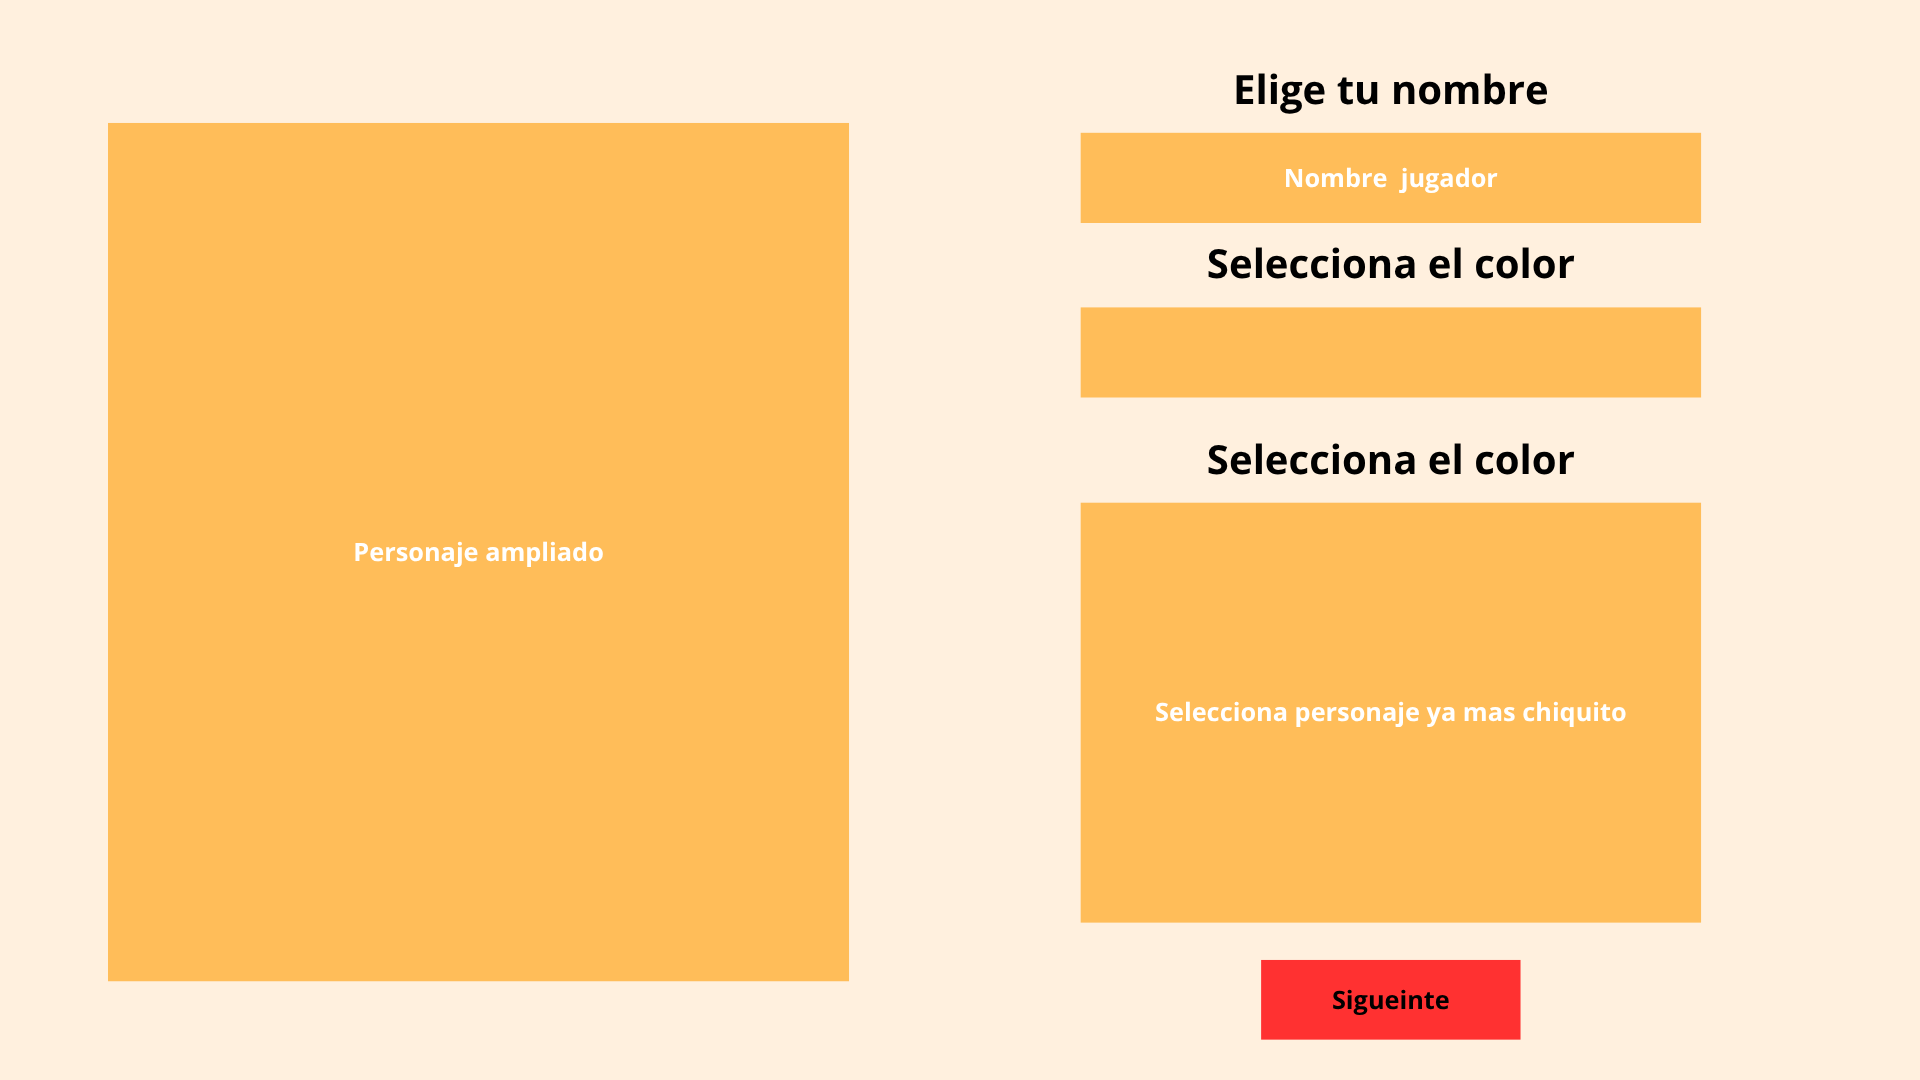 Personaje ampliado
Elige tu nombre
Nombre  jugador
Selecciona el color
Selecciona el color
Selecciona personaje ya mas chiquito
Sigueinte